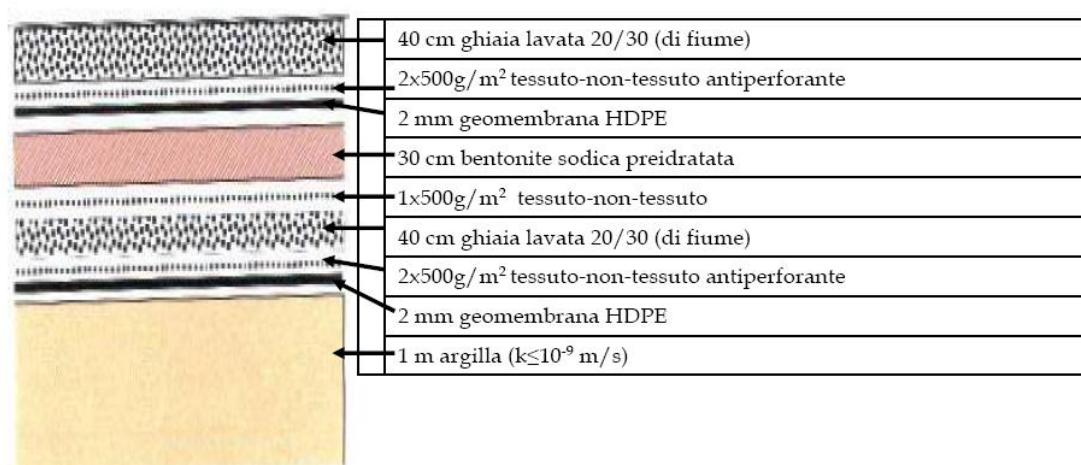 40 cm ghiaia lavata 20/30 (di fiume)
2x500g/m² tessuto-non-tessuto antiperforante
2 mm geomembrana HDPE
30 cm bentonite sodica preidratata
1x500g/m² tessuto-non-tessuto
40 cm ghiaia lavata 20/30 (di fiume)
2x500g/m² tessuto-non-tessuto antiperforante
2 mm geomembrana HDPE
1 m argilla (k≤10⁻⁹ m/s)